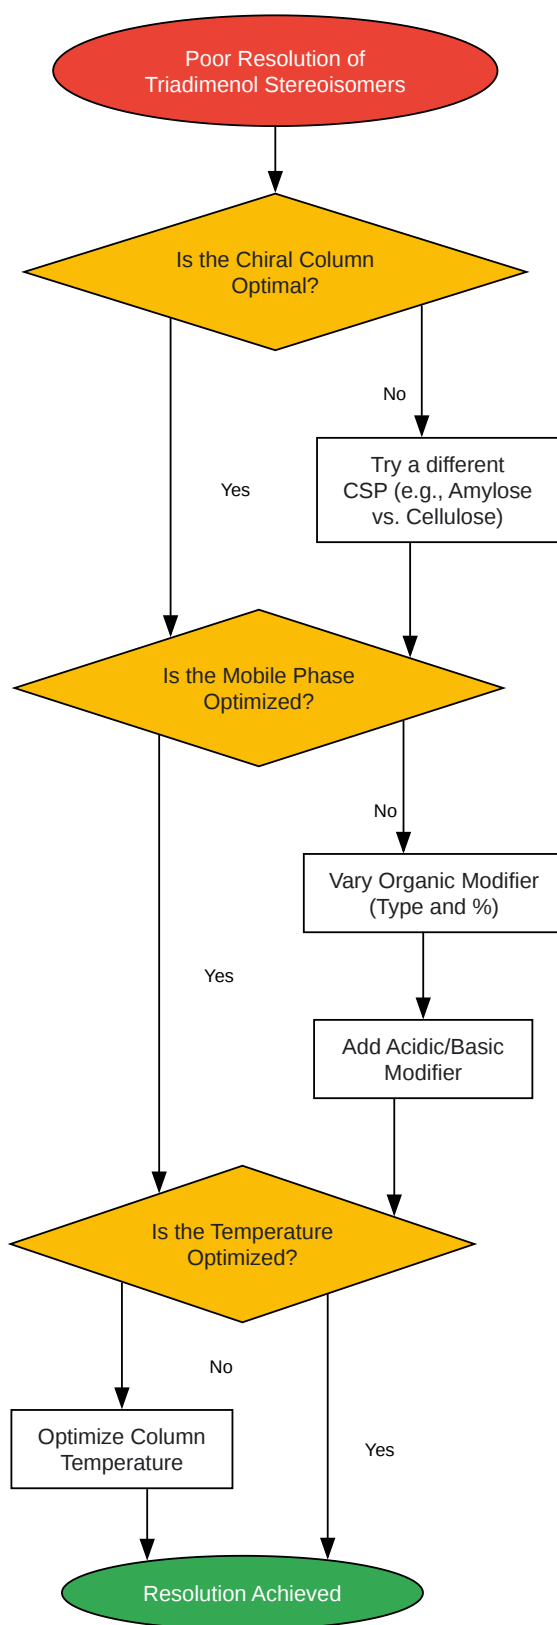 Poor Resolution of
Triadimenol Stereoisomers
Is the Chiral Column
Optimal?
No
Try a different
CSP (e.g., Amylose
vs. Cellulose)
Yes
Is the Mobile Phase
Optimized?
No
Vary Organic Modifier
(Type and %)
Yes
Add Acidic/Basic
Modifier
Is the Temperature
Optimized?
No
Optimize Column
Temperature
Yes
Resolution Achieved